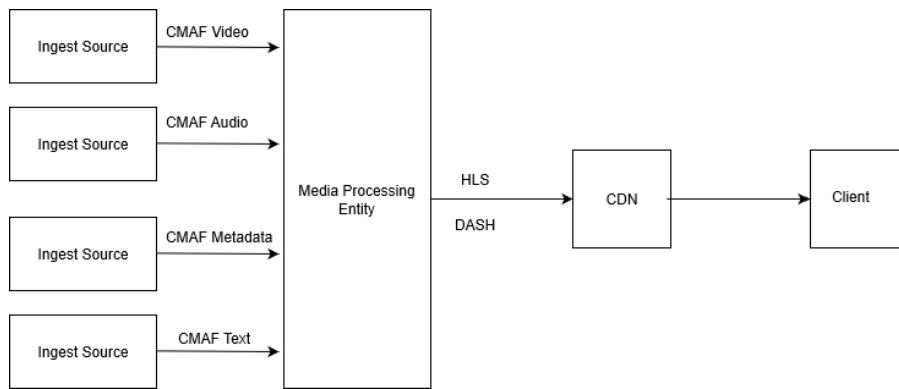 Ingest Source
CMAF Video
Ingest Source
CMAF Audio
Ingest Source
CMAF Metadata
Ingest Source
CMAF Text
Media Processing
Entity
HLS
DASH
CDN
Client